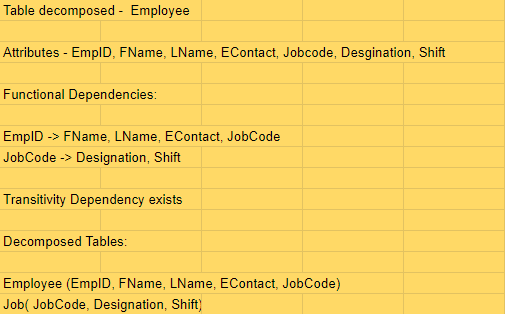 Table decomposed -  Employee
Attributes - EmpID, FName, LName, EContact, Jobcode, Desgination, Shift
Functional Dependencies:
EmpID -> FName, LName, EContact, JobCode
JobCode -> Designation, Shift
Transitivity Dependency exists
Decomposed Tables:
Employee (EmpID, FName, LName, EContact, JobCode)
Job( JobCode, Designation, Shift)